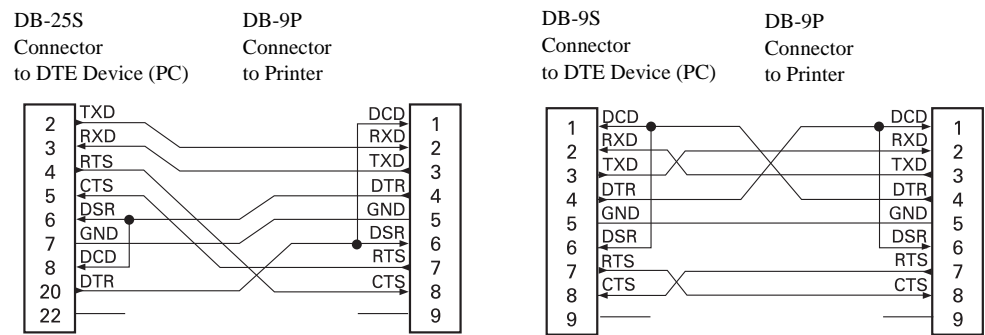 DB-25S
Connector
to DTE Device (PC)
DB-9P
Connector
to Printer
2 TXD
3 RXD
4 RTS
5 CTS
6 DSR
7 GND
8 DCD
20 DTR
22
DCD 1
RXD 2
TXD 3
DTR 4
GND 5
DSR 6
RTS 7
CTS 8
9
DB-9S
Connector
to DTE Device (PC)
DB-9P
Connector
to Printer
1 DCD
2 RXD
3 TXD
4 DTR
5 GND
6 DSR
7 RTS
8 CTS
9
DCD 1
RXD 2
TXD 3
DTR 4
GND 5
DSR 6
RTS 7
CTS 8
9